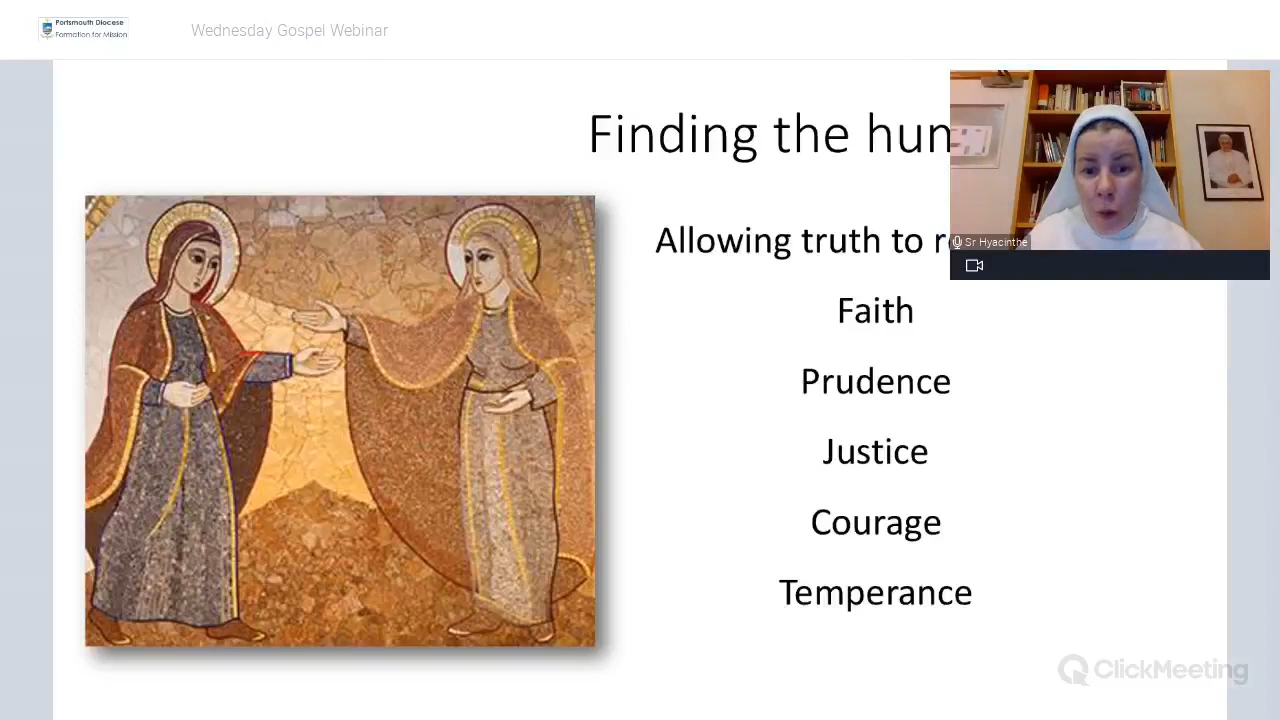 Portsmouth Diocese
Formation for Mission
Wednesday Gospel Webinar
Finding the hum
Allowing truth to r
Sr Hyacinthe
Faith
Prudence
Justice
Courage
Temperance
ClickMeeting